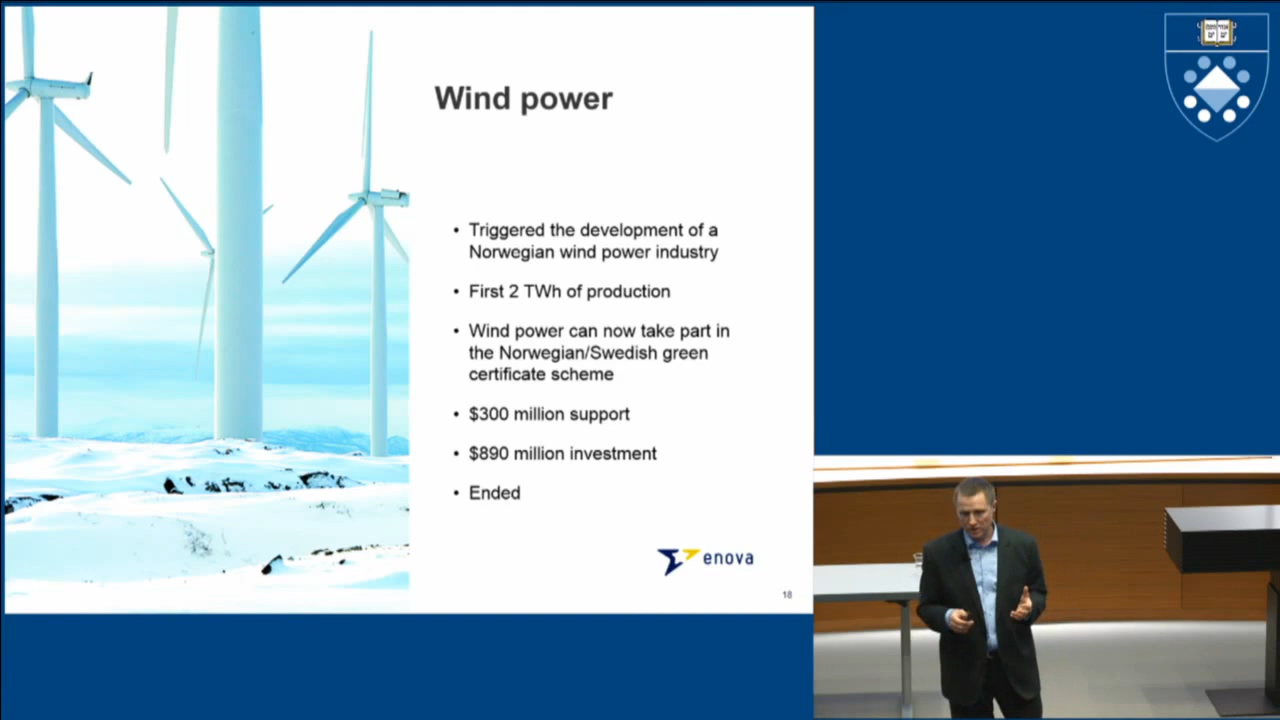 Wind power
• Triggered the development of a
Norwegian wind power industry
• First 2 TWh of production
• Wind power can now take part in
the Norwegian/Swedish green
certificate scheme
• $300 million support
• $890 million investment
• Ended
enova
18